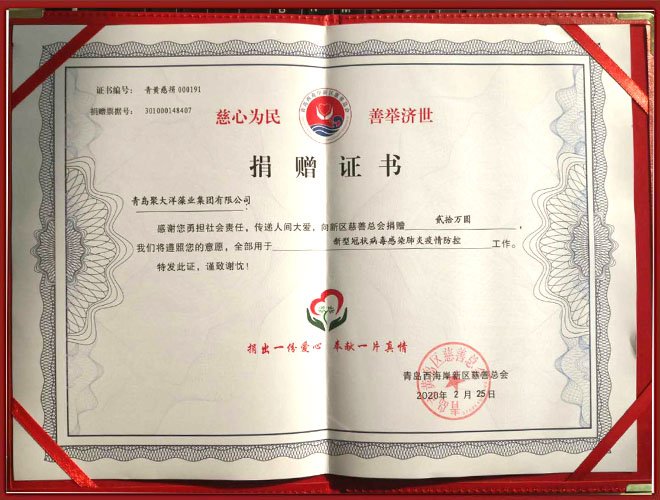 证书编号: 青黄慈捐000191
捐赠票据号: 301000148407
慈心为民 善举济世
捐赠证书
青岛聚大洋藻业集团有限公司
感谢您勇担社会责任，传递人间大爱，向新区慈善总会捐赠 贰拾万圆
我们将遵照您的意愿，全部用于 新型冠状病毒感染肺炎疫情防控 工作。
特发此证，谨致谢忱！
捐出一份爱心 奉献一片真情
青岛西海岸新区慈善总会
2020年2月25日